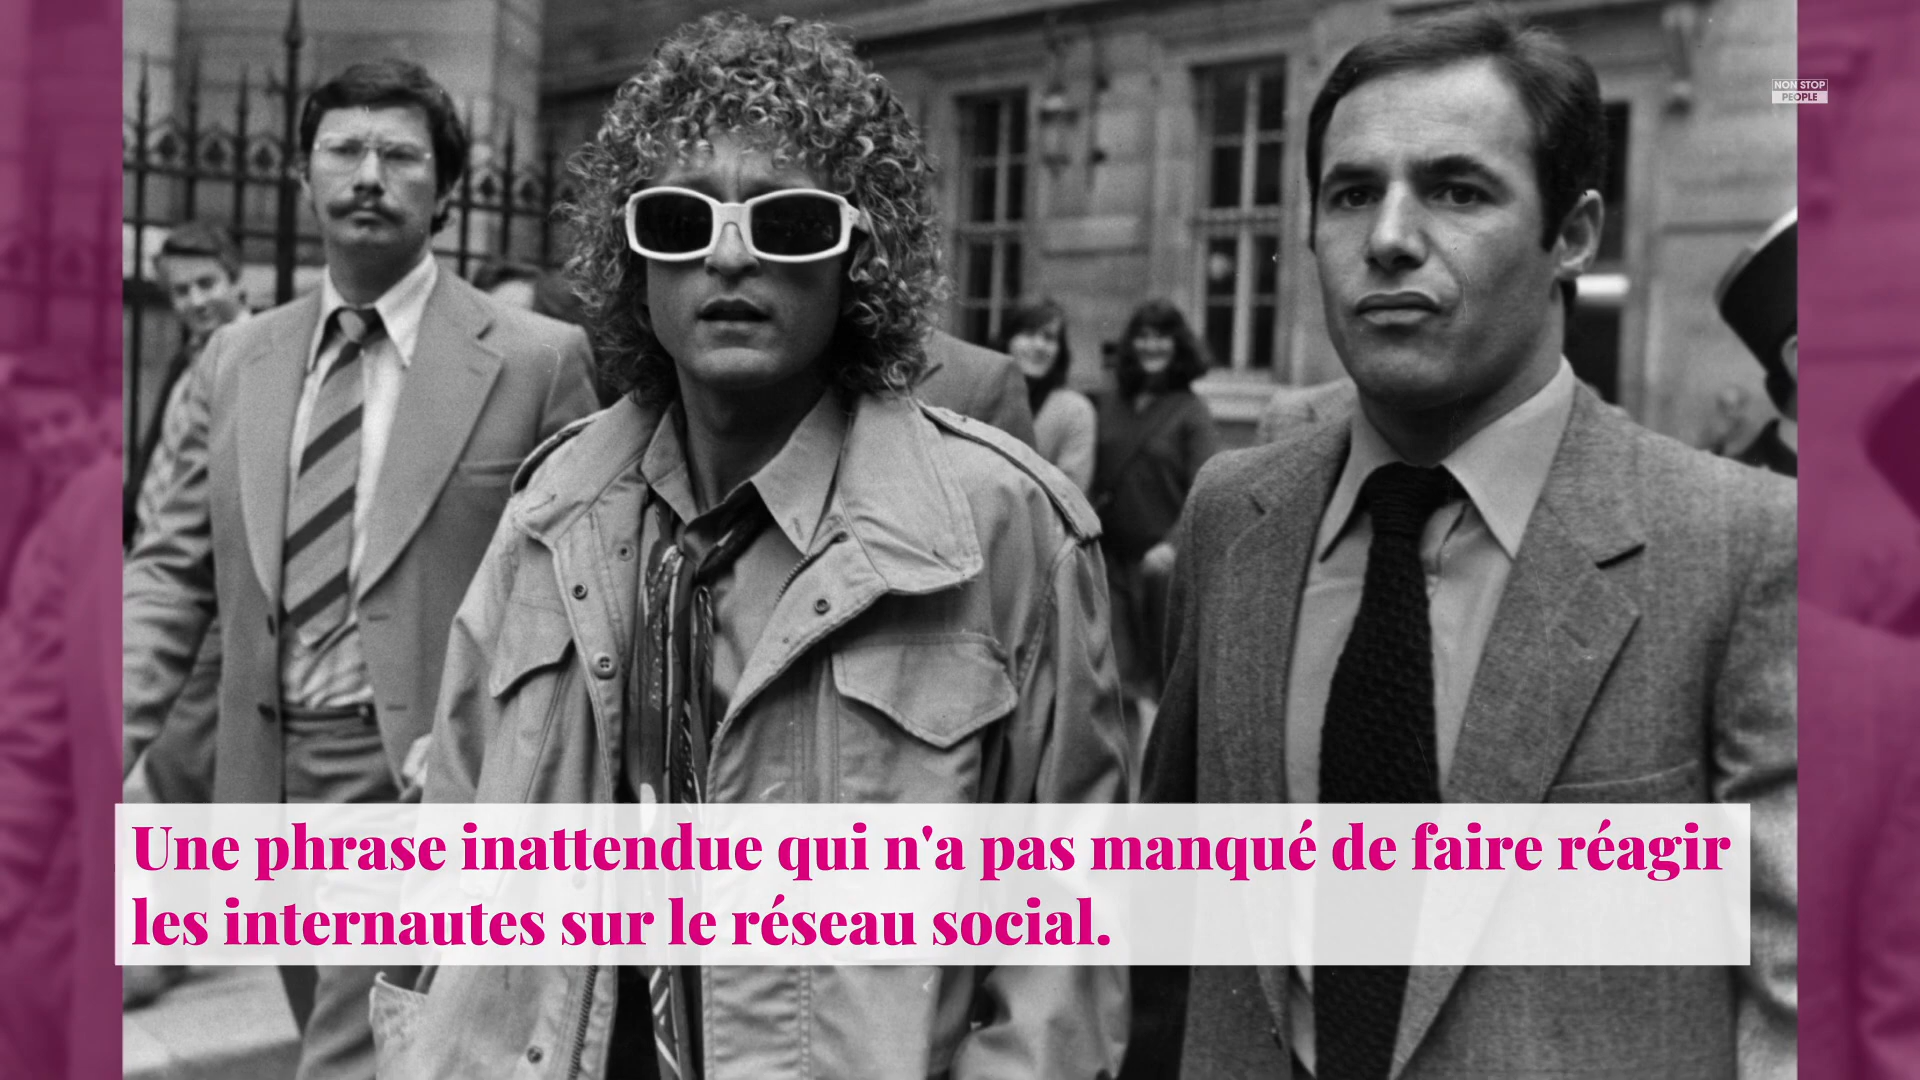 NON STOP
PEOPLE
Une phrase inattendue qui n'a pas manqué de faire réagir
les internautes sur le réseau social.